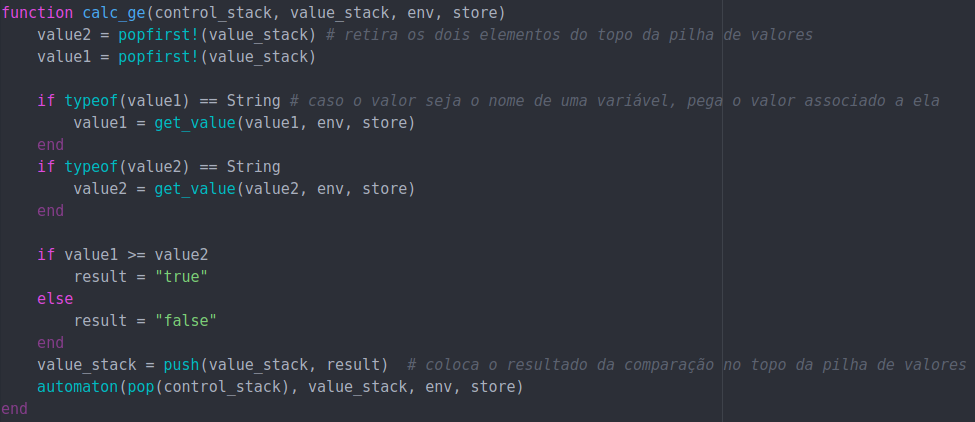 function calc_ge(control_stack, value_stack, env, store)
    value2 = popfirst!(value_stack) # retira os dois elementos do topo da pilha de valores
    value1 = popfirst!(value_stack)

    if typeof(value1) == String # caso o valor seja o nome de uma variável, pega o valor associado a ela
        value1 = get_value(value1, env, store)
    end
    if typeof(value2) == String
        value2 = get_value(value2, env, store)
    end

    if value1 >= value2
        result = "true"
    else
        result = "false"
    end
    value_stack = push(value_stack, result)  # coloca o resultado da comparação no topo da pilha de valores
    automaton(pop(control_stack), value_stack, env, store)
end